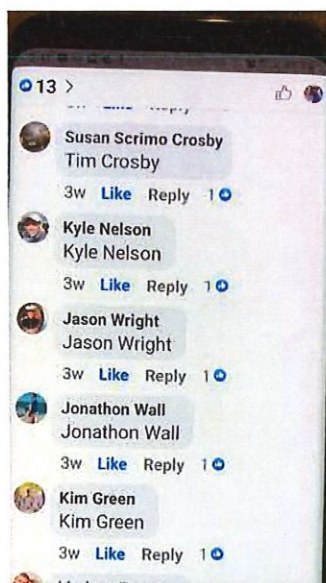 13 >
Like Reply
Susan Scrimo Crosby
Tim Crosby
3w Like Reply 1
Kyle Nelson
Kyle Nelson
3w Like Reply 1
Jason Wright
Jason Wright
3w Like Reply 1
Jonathon Wall
Jonathon Wall
3w Like Reply 1
Kim Green
Kim Green
3w Like Reply 1